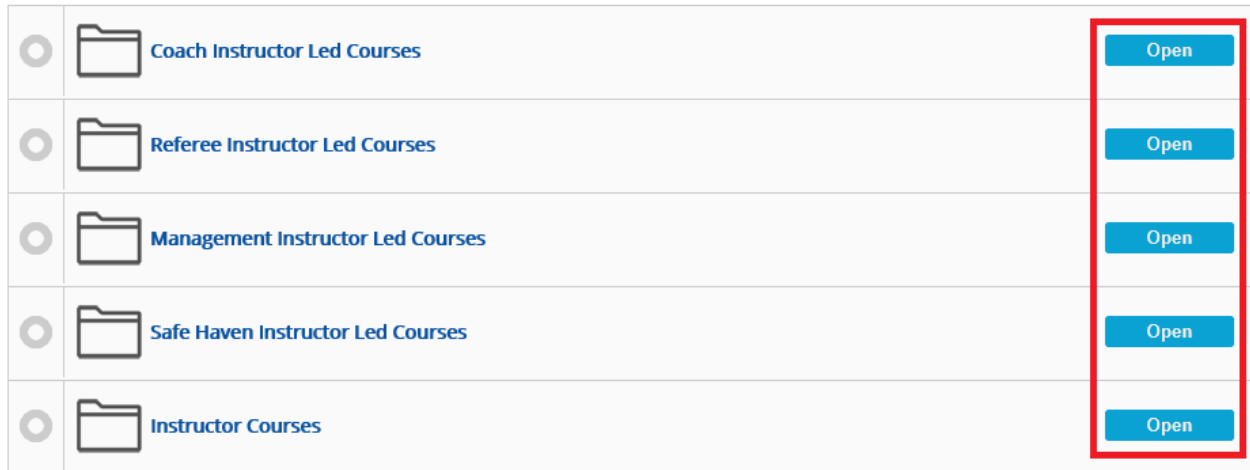 Coach Instructor Led Courses Open
Referee Instructor Led Courses Open
Management Instructor Led Courses Open
Safe Haven Instructor Led Courses Open
Instructor Courses Open